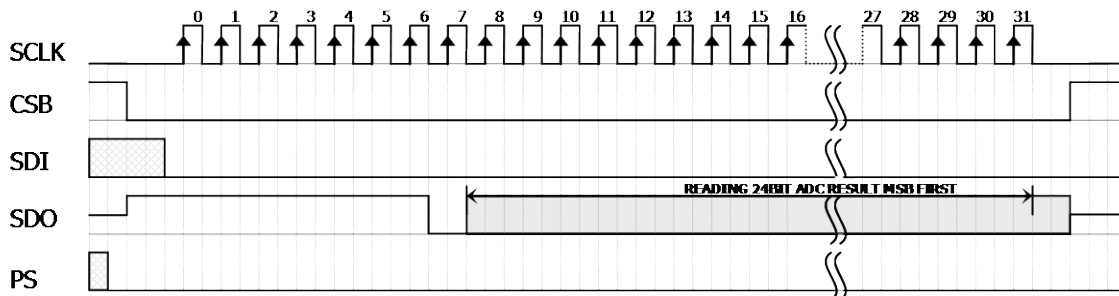 0 1 2 3 4 5 6 7 8 9 10 11 12 13 14 15 16 27 28 29 30 31
SCLK
CSB
SDI
READING 24BIT ADC RESULT MSB FIRST
SDO
PS